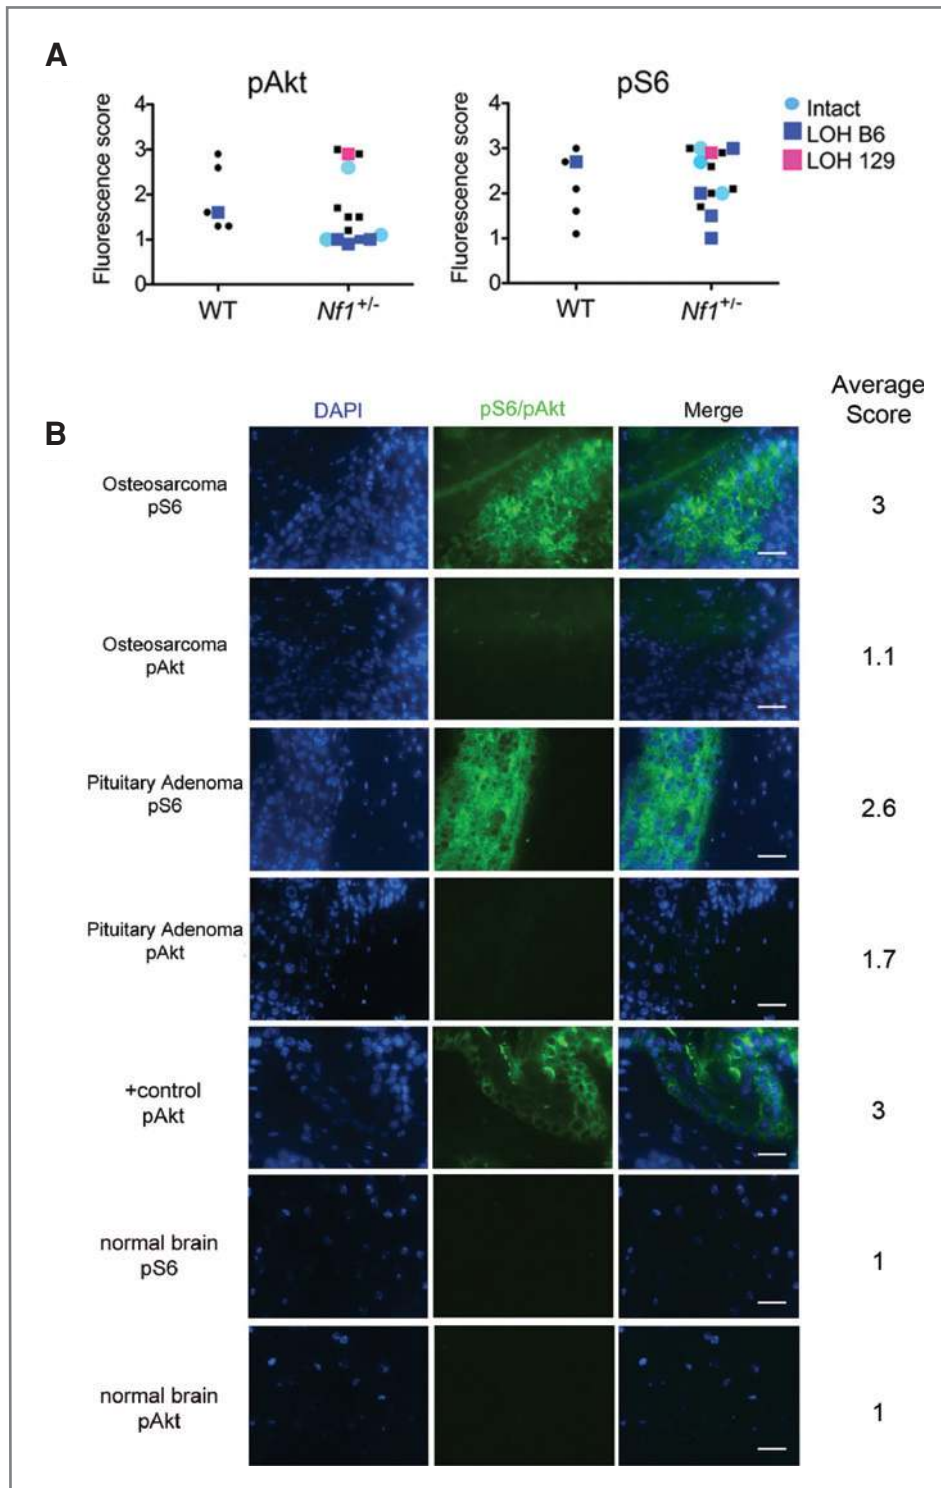 A
pAkt
pS6
Fluorescence score
4
3
2
1
0
WT
Nf1+/-
Fluorescence score
4
3
2
1
0
WT
Nf1+/-
Intact
LOH B6
LOH 129
B
DAPI
pS6/pAkt
Merge
Average
Score
Osteosarcoma
pS6
3
Osteosarcoma
pAkt
1.1
Pituitary Adenoma
pS6
2.6
Pituitary Adenoma
pAkt
1.7
+control
pAkt
3
normal brain
pS6
1
normal brain
pAkt
1